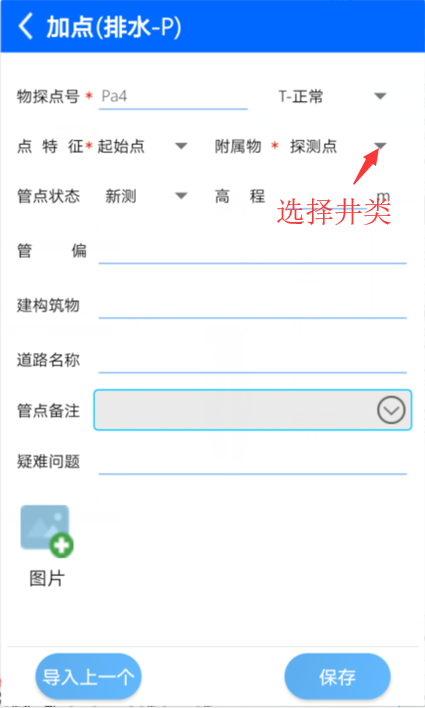 加点(排水-P)
物探点号 * Pa4 T-正常
点 特 征* 起始点 附属物 * 探测点
管点状态 新测 高 程 m
选择井类
管 偏
建构筑物
道路名称
管点备注
疑难问题
图片
导入上一个 保存